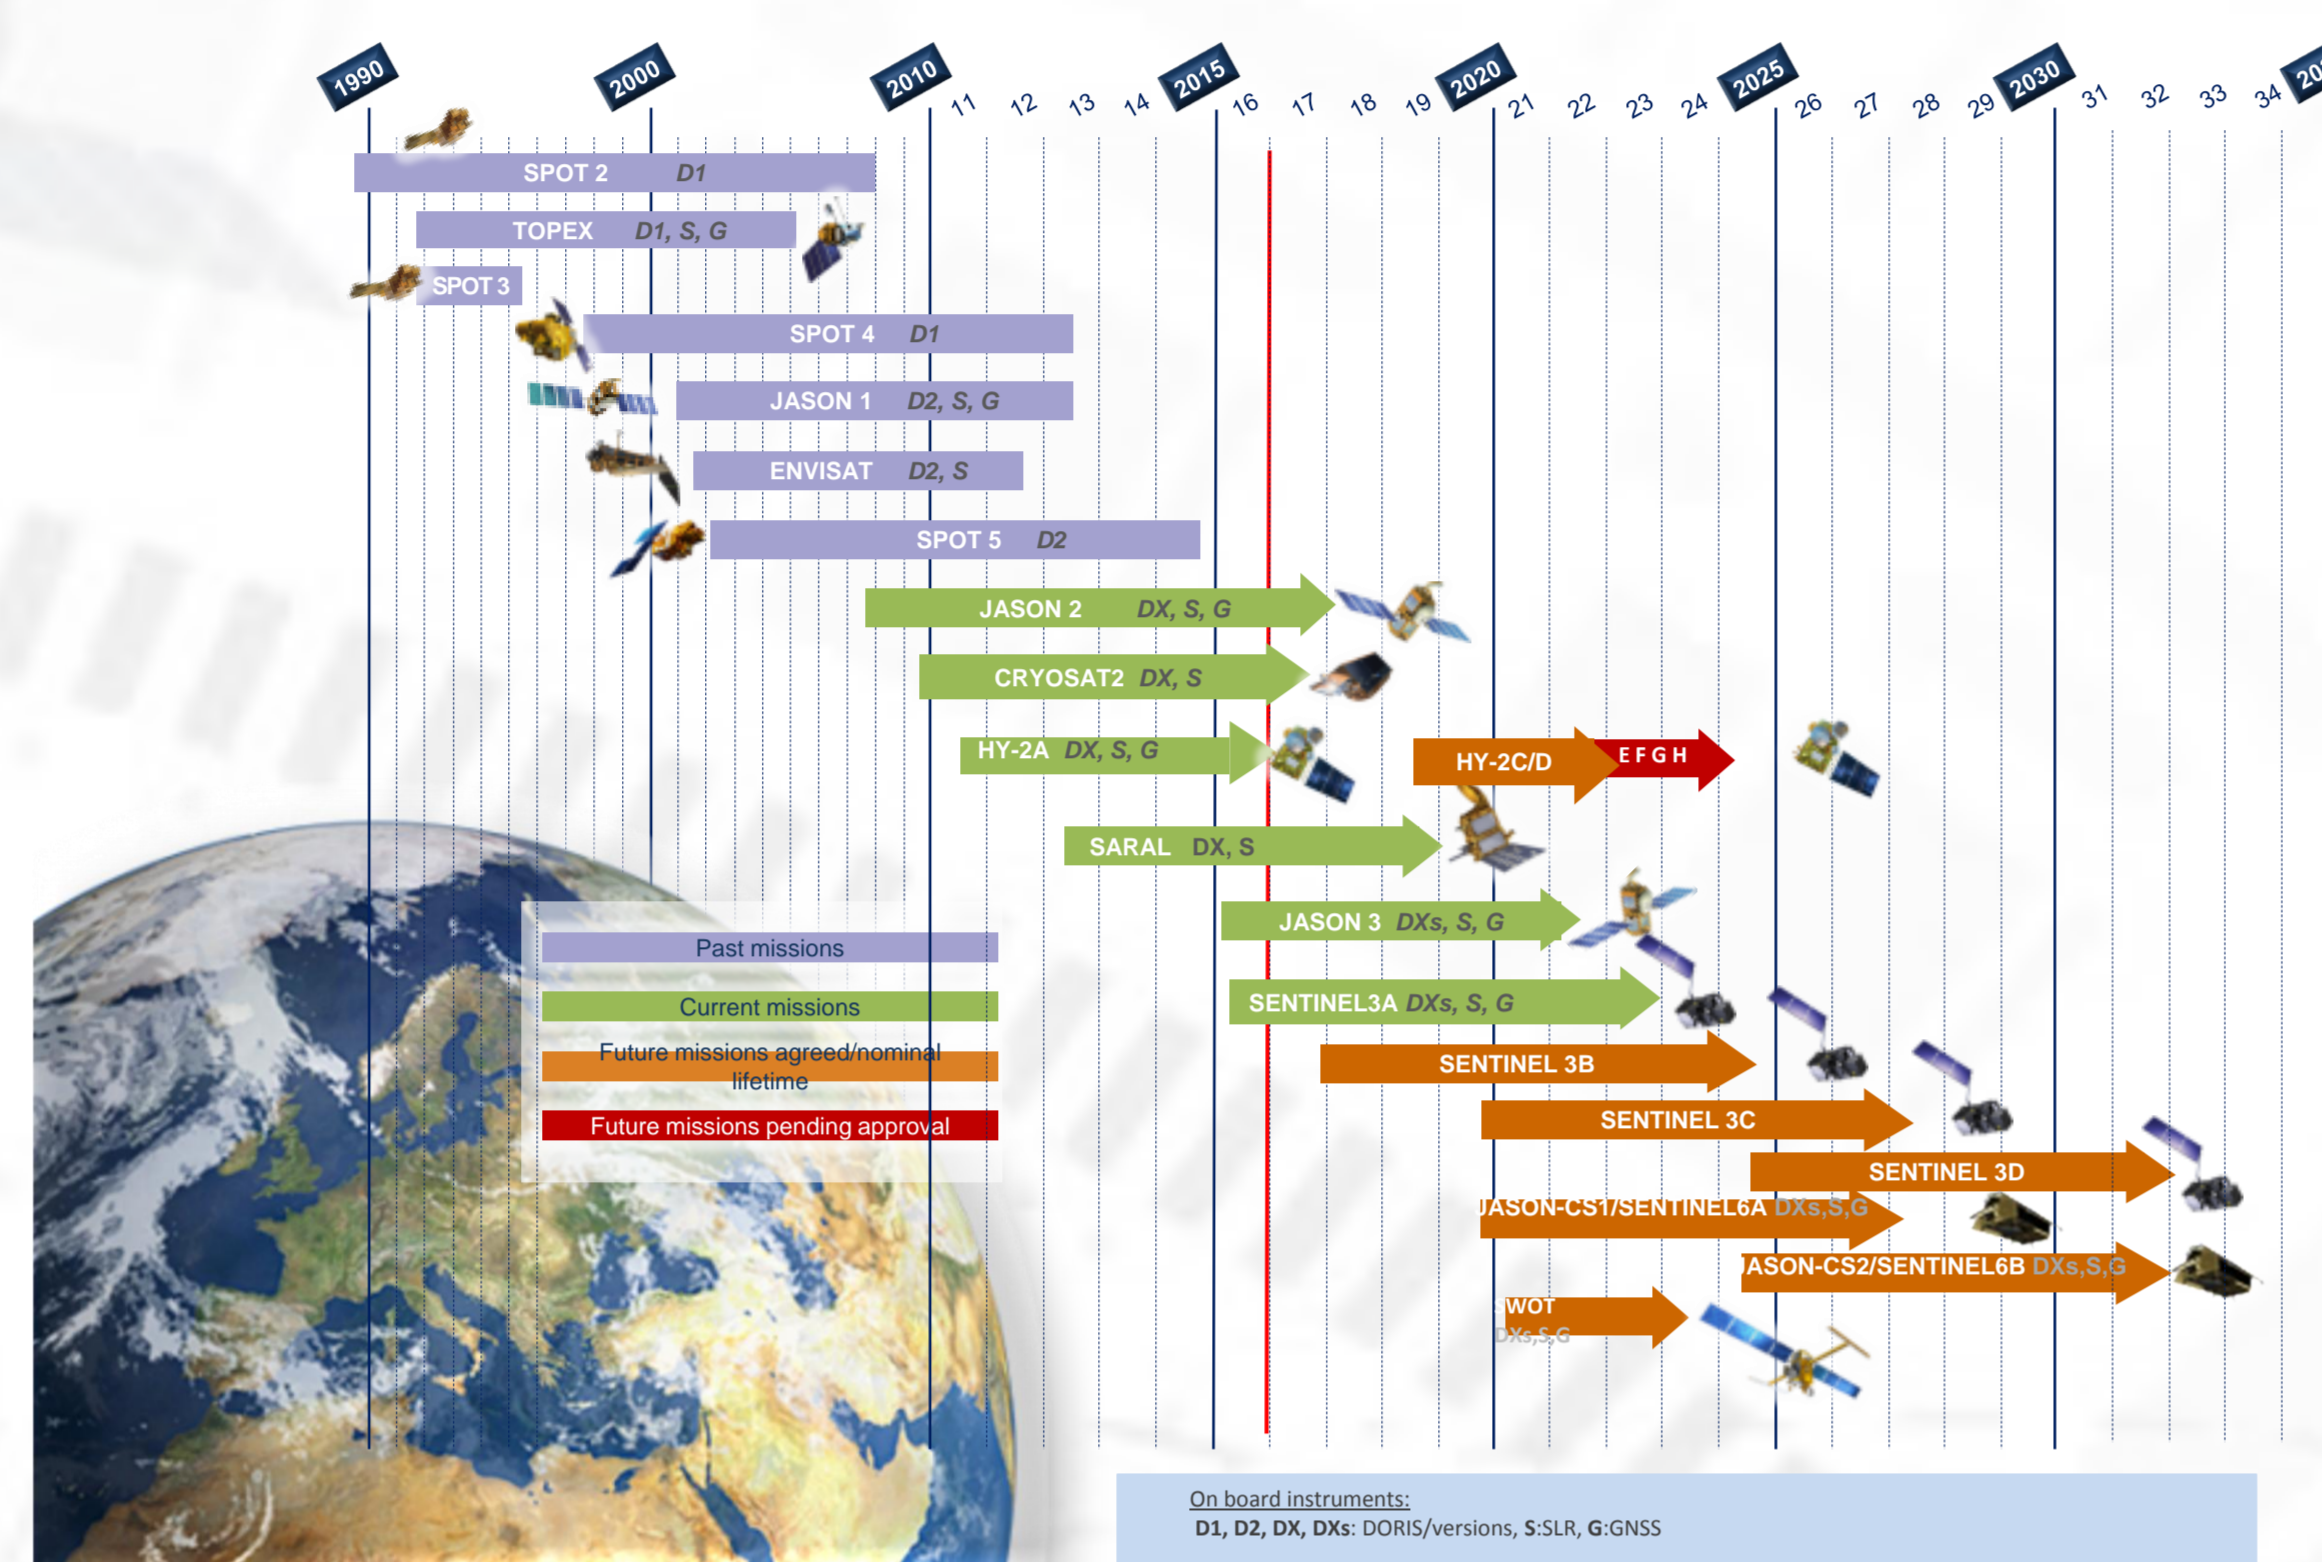 1990
2000
2010
11
12
13
14
2015
16
17
18
19
2020
21
22
23
24
2025
26
27
28
29
2030
31
32
33
34
SPOT 2 D1
TOPEX D1, S, G
SPOT 3
SPOT 4 D1
JASON 1 D2, S, G
ENVISAT D2, S
SPOT 5 D2
JASON 2 DX, S, G
CRYOSAT2 DX, S
HY-2A DX, S, G
HY-2C/D
E F G H
SARAL DX, S
JASON 3 DXs, S, G
SENTINEL3A DXs, S, G
SENTINEL 3B
SENTINEL 3C
SENTINEL 3D
JASON-CS1/SENTINEL6A DXs,S,G
JASON-CS2/SENTINEL6B DXs,S,G
SWOT
DXs,S,G
Past missions
Current missions
Future missions agreed/nominal
lifetime
Future missions pending approval
On board instruments:
D1, D2, DX, DXs: DORIS/versions, S:SLR, G:GNSS